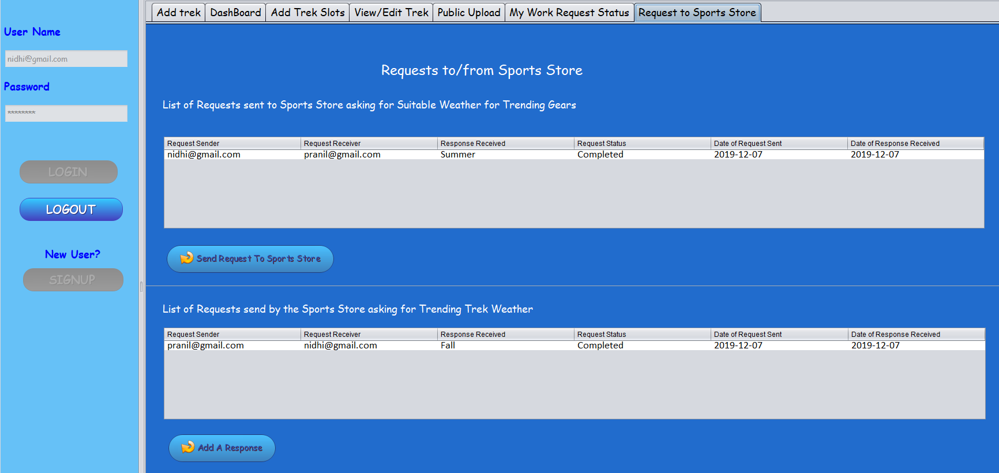 Add trek DashBoard Add Trek Slots View/Edit Trek Public Upload My Work Request Status Request to Sports Store
User Name
nidhi@gmail.com
Password
********
LOGIN
LOGOUT
New User?
SIGNUP
Requests to/from Sports Store
List of Requests sent to Sports Store asking for Suitable Weather for Trending Gears
Request Sender Request Receiver Response Received Request Status Date of Request Sent Date of Response Received
nidhi@gmail.com pranil@gmail.com Summer Completed 2019-12-07 2019-12-07
Send Request To Sports Store
List of Requests send by the Sports Store asking for Trending Trek Weather
Request Sender Request Receiver Response Received Request Status Date of Request Sent Date of Response Received
pranil@gmail.com nidhi@gmail.com Fall Completed 2019-12-07 2019-12-07
Add A Response